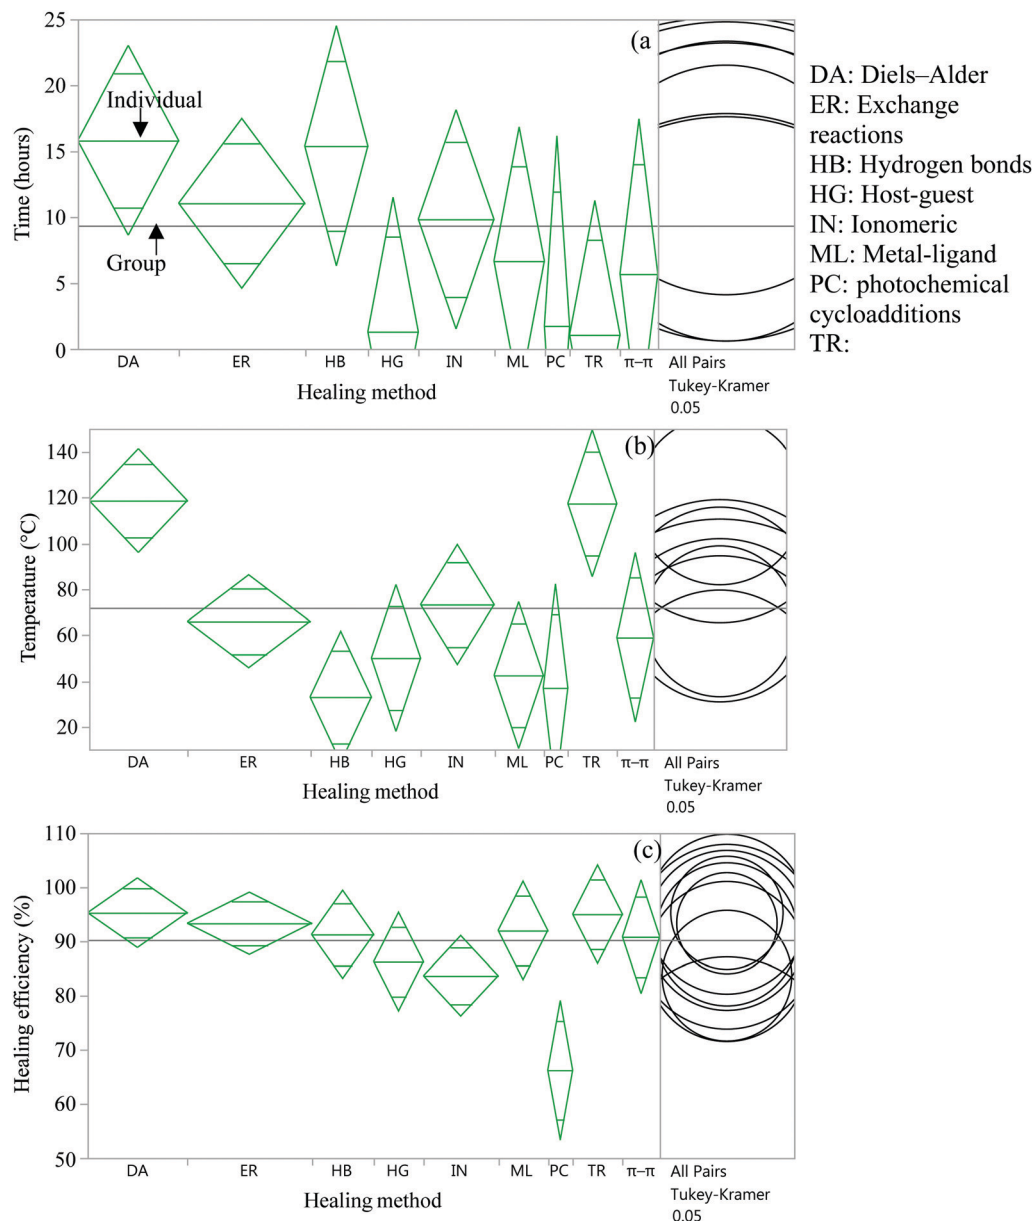 25
20
15
10
5
0
Time (hours)
(a
Individual
Group
DA ER HB HG IN ML PC TR π–π
Healing method
All Pairs
Tukey-Kramer
0.05
DA: Diels–Alder
ER: Exchange
reactions
HB: Hydrogen bonds
HG: Host-guest
IN: Ionomeric
ML: Metal-ligand
PC: photochemical
cycloadditions
TR:
140
120
100
80
60
40
20
Temperature (°C)
(b)
DA ER HB HG IN ML PC TR π–π
Healing method
All Pairs
Tukey-Kramer
0.05
110
100
90
80
70
60
50
Healing efficiency (%)
(c)
DA ER HB HG IN ML PC TR π–π
Healing method
All Pairs
Tukey-Kramer
0.05